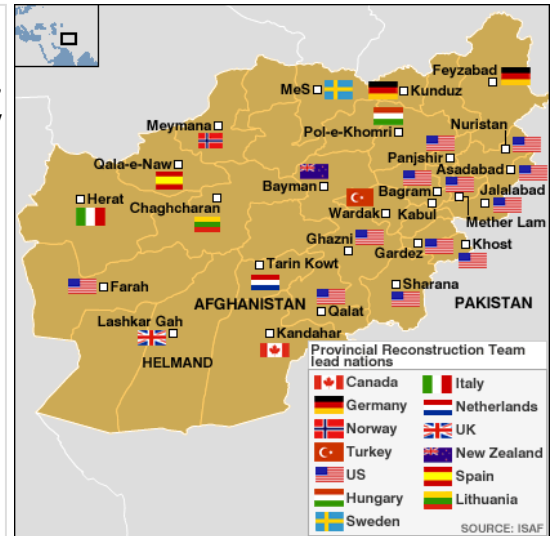 Feyzabad
MeS
Kunduz
Meymana
Pol-e-Khomri
Nuristan
Panjshir
Qala-e-Naw
Asadabad
Bayman
Bagram
Jalalabad
Herat
Chaghcharan
Wardak
Kabul
Mether Lam
Ghazni
Gardez
Khost
Tarin Kowt
Farah
Sharana
AFGHANISTAN
PAKISTAN
Qalat
Lashkar Gah
Kandahar
HELMAND
Provincial Reconstruction Team
lead nations
Canada
Germany
Norway
Turkey
US
Hungary
Sweden
Italy
Netherlands
UK
New Zealand
Spain
Lithuania
SOURCE: ISAF